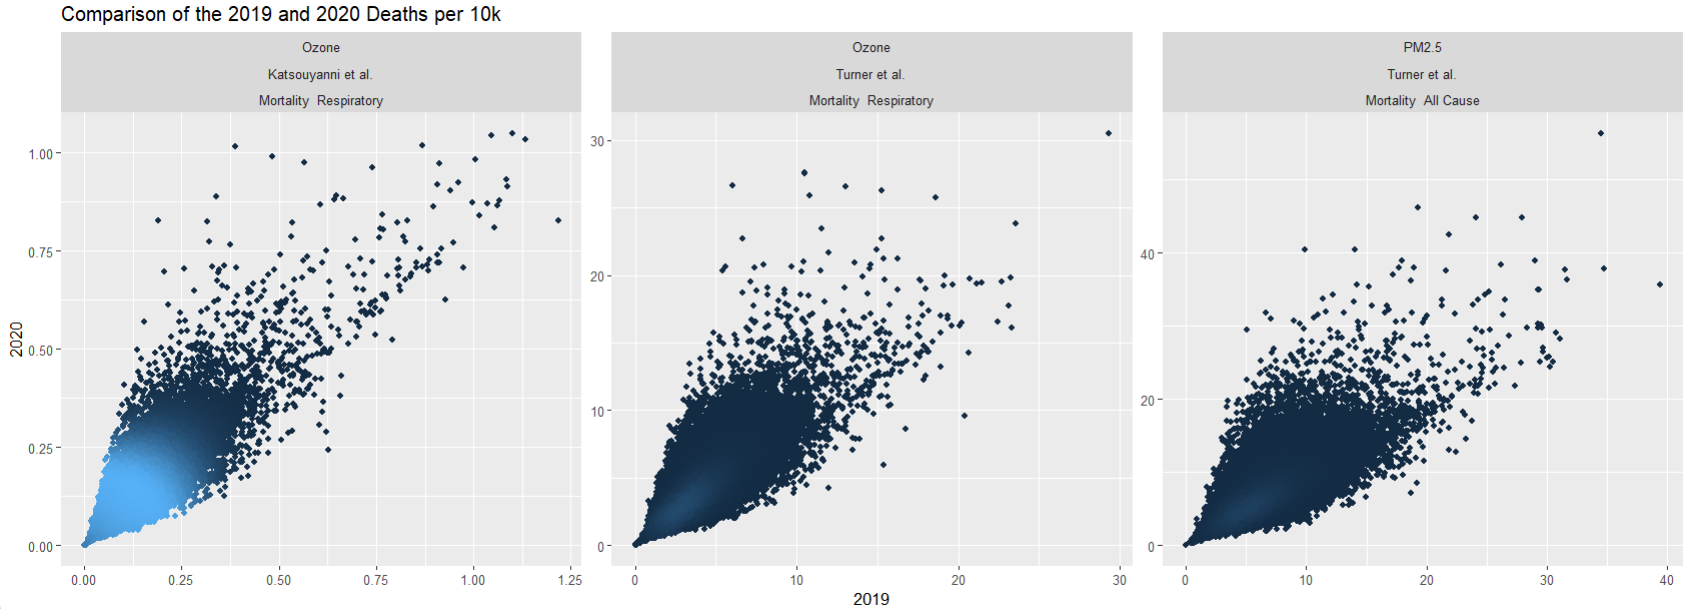 Comparison of the 2019 and 2020 Deaths per 10k
Ozone
Katsouyanni et al.
Mortality Respiratory
Ozone
Turner et al.
Mortality Respiratory
PM2.5
Turner et al.
Mortality All Cause
2020
1.00
0.75
0.50
0.25
0.00
0.00 0.25 0.50 0.75 1.00 1.25
30
20
10
0
0 10 20 30
40
20
0
0 10 20 30 40
2019